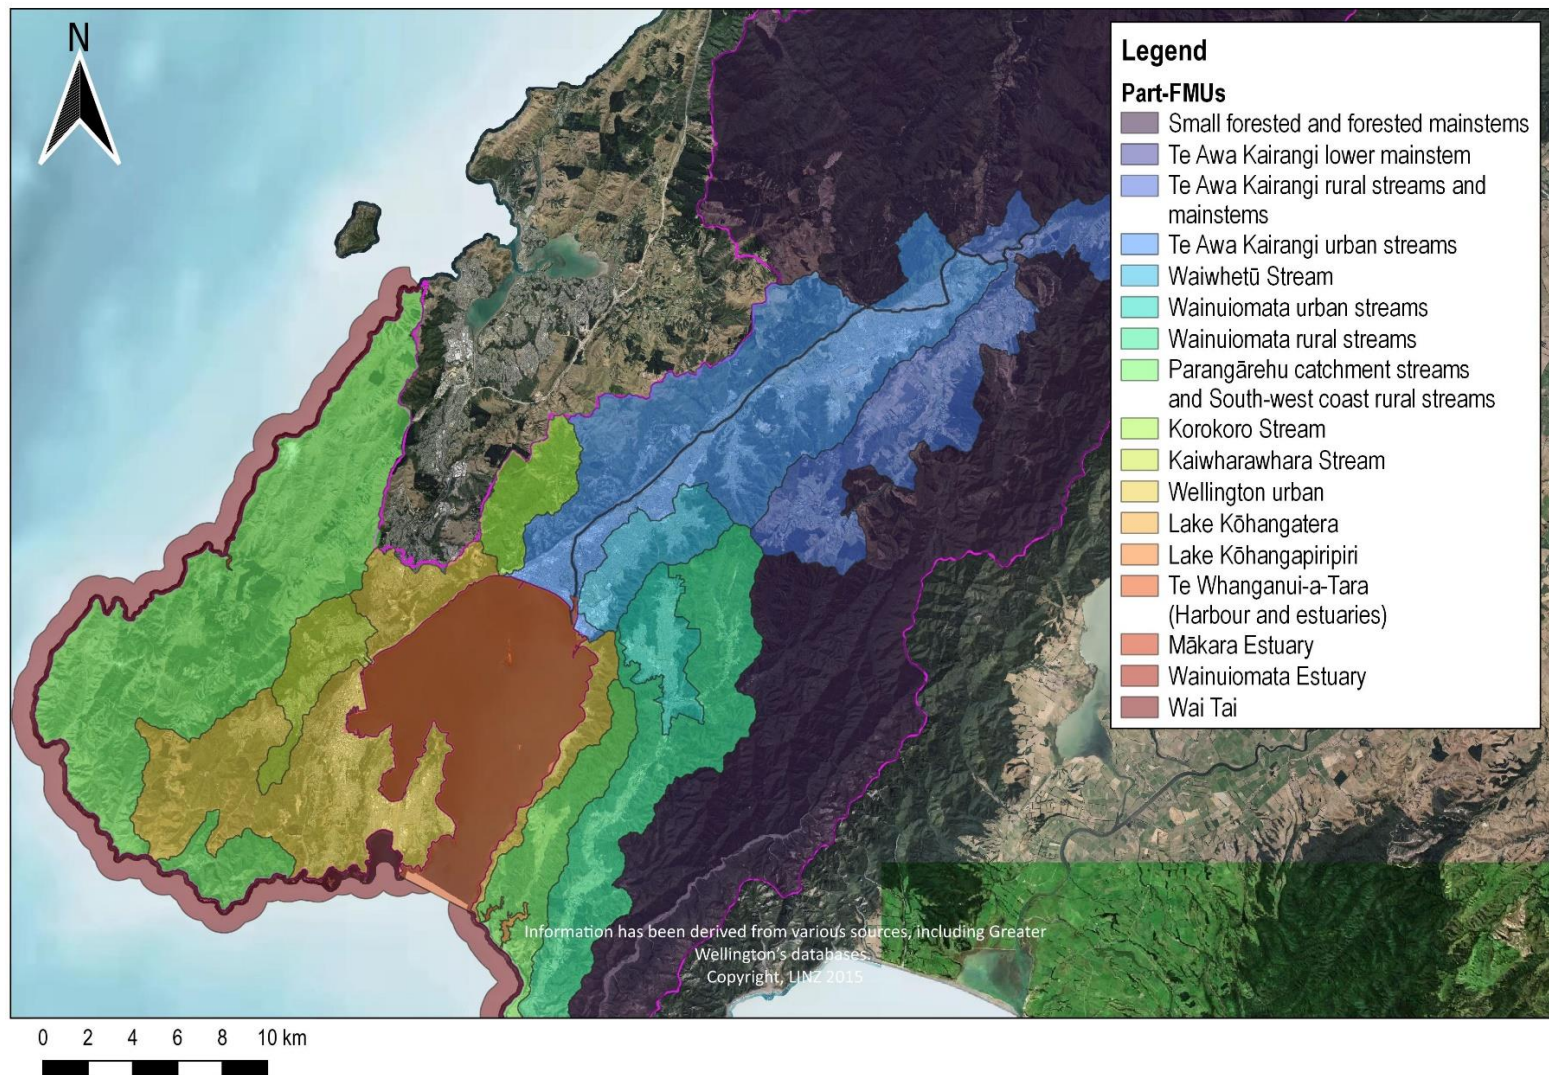 N
Legend
Part-FMUs
Small forested and forested mainstems
Te Awa Kairangi lower mainstem
Te Awa Kairangi rural streams and
mainstems
Te Awa Kairangi urban streams
Waiwhetū Stream
Wainuiomata urban streams
Wainuiomata rural streams
Parangārehu catchment streams
and South-west coast rural streams
Korokoro Stream
Kaiwharawhara Stream
Wellington urban
Lake Kōhangatera
Lake Kōhangapiripiri
Te Whanganui-a-Tara
(Harbour and estuaries)
Mākara Estuary
Wainuiomata Estuary
Wai Tai
Information has been derived from various sources, including Greater
Wellington's databases.
Copyright, LINZ 2015
0 2 4 6 8 10 km